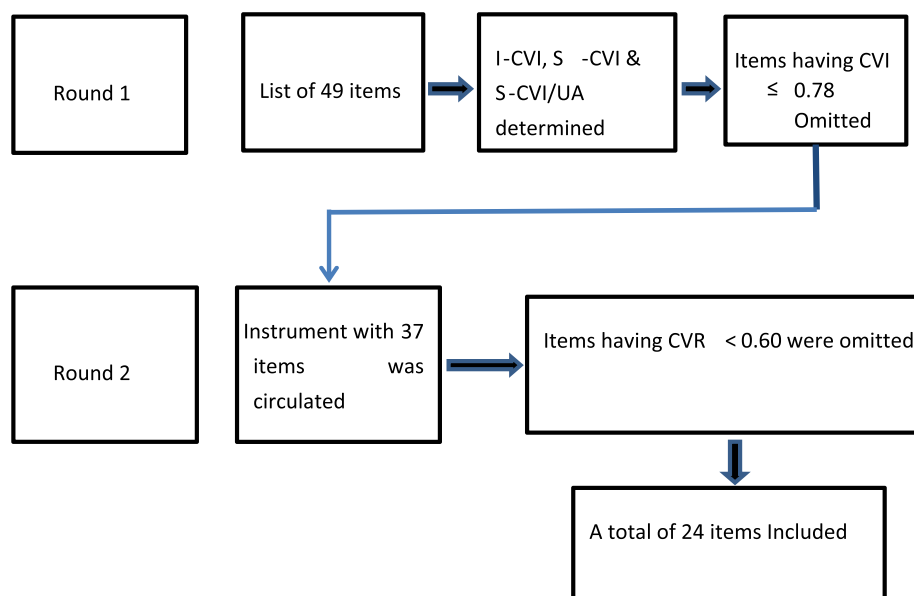 Round 1
List of 49 items
I-CVI, S -CVI &
S-CVI/UA
determined
Items having CVI
≤ 0.78
Omitted
Round 2
Instrument with 37
items was
circulated
Items having CVR < 0.60 were omitted
A total of 24 items Included